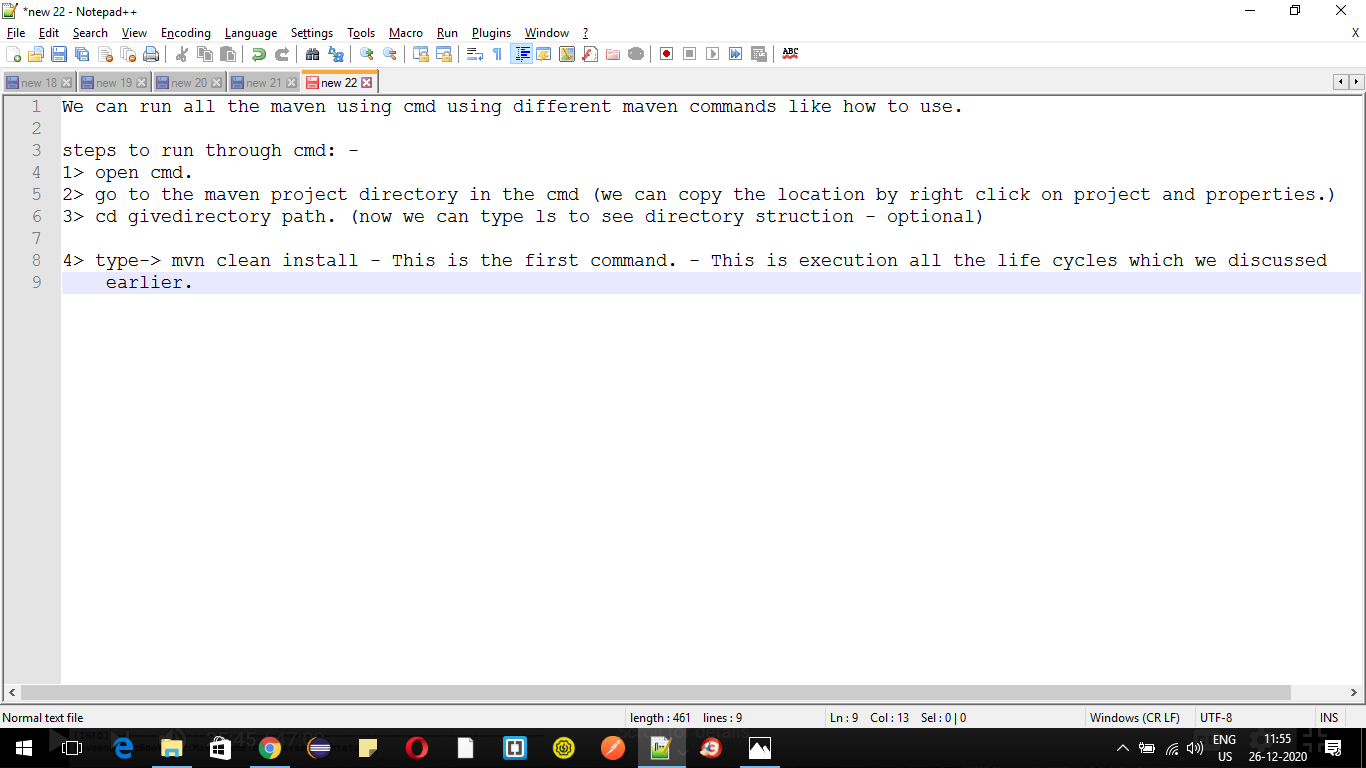 *new 22 - Notepad++
File Edit Search View Encoding Language Settings Tools Macro Run Plugins Window ? X
new 18 new 19 new 20 new 21 new 22
1 We can run all the maven using cmd using different maven commands like how to use.
2
3 steps to run through cmd: -
4 1> open cmd.
5 2> go to the maven project directory in the cmd (we can copy the location by right click on project and properties.)
6 3> cd givedirectory path. (now we can type ls to see directory struction - optional)
7
8 4> type-> mvn clean install - This is the first command. - This is execution all the life cycles which we discussed
9 earlier.
Normal text file length : 461 lines : 9 Ln : 9 Col : 13 Sel : 0 | 0 Windows (CR LF) UTF-8 INS
ENG 11:55
US 26-12-2020